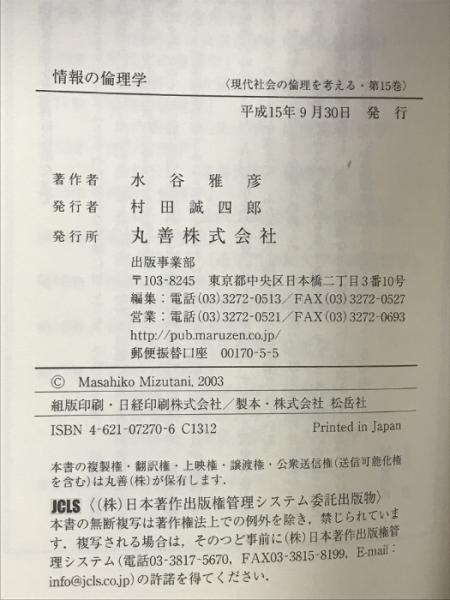 情報の倫理学 〈現代社会の倫理を考える・第15巻〉
平成15年9月30日 発行
著作者 水谷雅彦
発行者 村田誠四郎
発行所 丸善株式会社
出版事業部
〒103-8245 東京都中央区日本橋二丁目3番10号
編集：電話(03)3272-0513／FAX(03)3272-0527
営業：電話(03)3272-0521／FAX(03)3272-0693
http://pub.maruzen.co.jp/
郵便振替口座 00170-5-5
© Masahiko Mizutani, 2003
組版印刷・日経印刷株式会社／製本・株式会社 松岳社
ISBN 4-621-07270-6 C1312 Printed in Japan
本書の複製権・翻訳権・上映権・譲渡権・公衆送信権(送信可能化権
を含む)は丸善(株)が保有します．
JCLS 〈(株)日本著作出版権管理システム委託出版物〉
本書の無断複写は著作権法上での例外を除き，禁じられていま
す．複写される場合は，そのつど事前に(株)日本著作出版権管
理システム(電話03-3817-5670，FAX03-3815-8199，E-mail：
info@jcls.co.jp)の許諾を得てください．